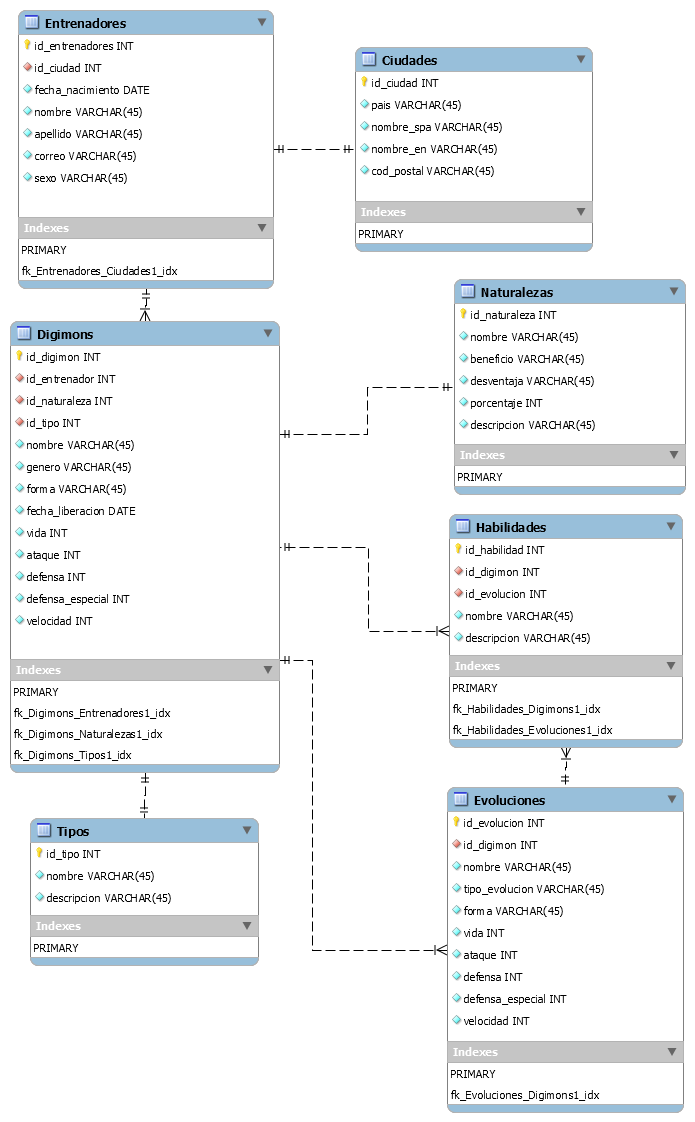 Entrenadores
id_entrenadores INT
id_ciudad INT
fecha_nacimiento DATE
nombre VARCHAR(45)
apellido VARCHAR(45)
correo VARCHAR(45)
sexo VARCHAR(45)
Indexes
PRIMARY
fk_Entrenadores_Ciudades1_idx
Ciudades
id_ciudad INT
pais VARCHAR(45)
nombre_spa VARCHAR(45)
nombre_en VARCHAR(45)
cod_postal VARCHAR(45)
Indexes
PRIMARY
Digimons
id_digimon INT
id_entrenador INT
id_naturaleza INT
id_tipo INT
nombre VARCHAR(45)
genero VARCHAR(45)
forma VARCHAR(45)
fecha_liberacion DATE
vida INT
ataque INT
defensa INT
defensa_especial INT
velocidad INT
Indexes
PRIMARY
fk_Digimons_Entrenadores1_idx
fk_Digimons_Naturalezas1_idx
fk_Digimons_Tipos1_idx
Naturalezas
id_naturaleza INT
nombre VARCHAR(45)
beneficio VARCHAR(45)
desventaja VARCHAR(45)
porcentaje INT
descripcion VARCHAR(45)
Indexes
PRIMARY
Habilidades
id_habilidad INT
id_digimon INT
id_evolucion INT
nombre VARCHAR(45)
descripcion VARCHAR(45)
Indexes
PRIMARY
fk_Habilidades_Digimons1_idx
fk_Habilidades_Evoluciones1_idx
Tipos
id_tipo INT
nombre VARCHAR(45)
descripcion VARCHAR(45)
Indexes
PRIMARY
Evoluciones
id_evolucion INT
id_digimon INT
nombre VARCHAR(45)
tipo_evolucion VARCHAR(45)
forma VARCHAR(45)
vida INT
ataque INT
defensa INT
defensa_especial INT
velocidad INT
Indexes
PRIMARY
fk_Evoluciones_Digimons1_idx